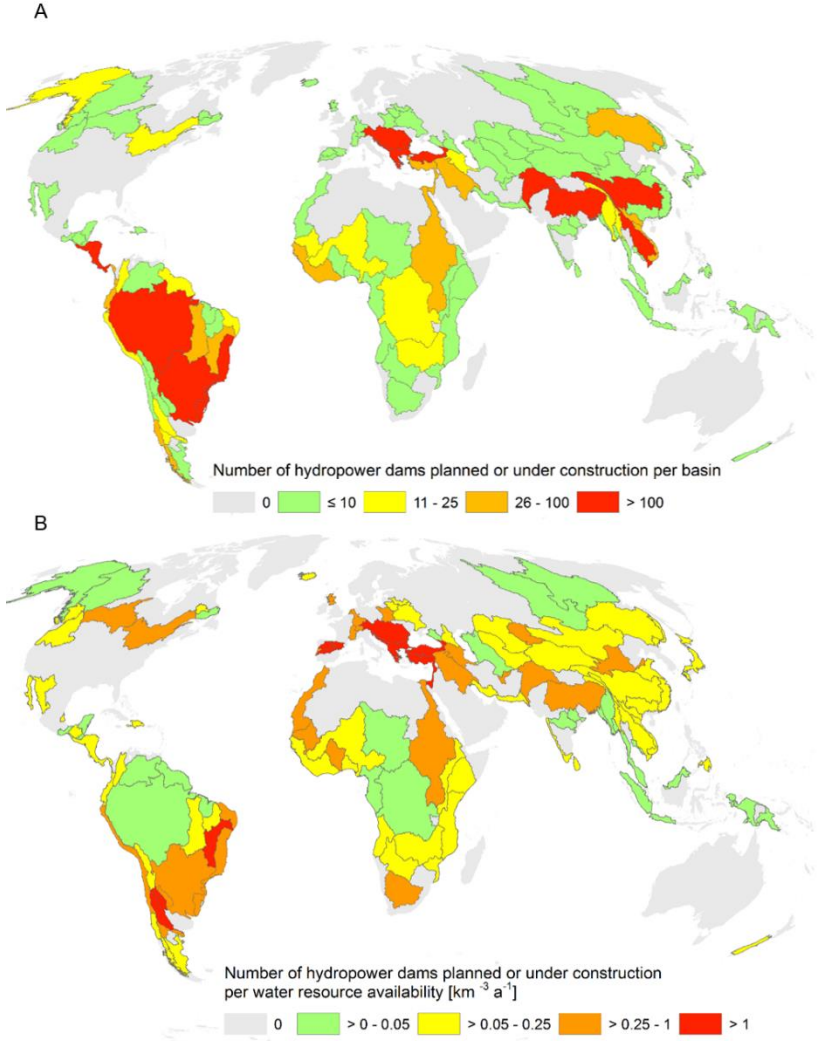 A
Number of hydropower dams planned or under construction per basin
0 ≤ 10 11 - 25 26 - 100 > 100
B
Number of hydropower dams planned or under construction
per water resource availability [km⁻³ a⁻¹]
0 > 0 - 0.05 > 0.05 - 0.25 > 0.25 - 1 > 1